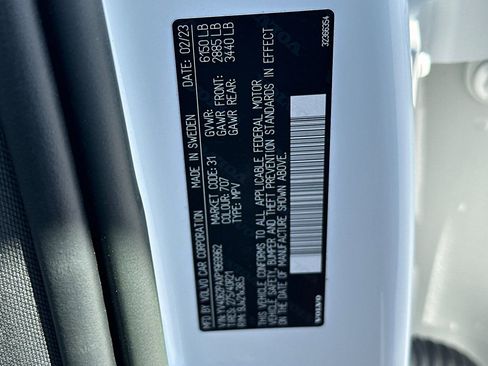 MFD BY VOLVO CAR CORPORATION
MADE IN SWEDEN
DATE: 02/23
MARKET CODE: 31
COLOUR: 707
TYPE: MPV
GVWR: 6150 LB
GAWR FRONT: 2885 LB
GAWR REAR: 3440 LB
THIS VEHICLE CONFORMS TO ALL APPLICABLE FEDERAL MOTOR
VEHICLE SAFETY, BUMPER AND THEFT PREVENTION STANDARDS IN EFFECT
ON THE DATE OF MANUFACTURE SHOWN ABOVE.
VOLVO
32366354